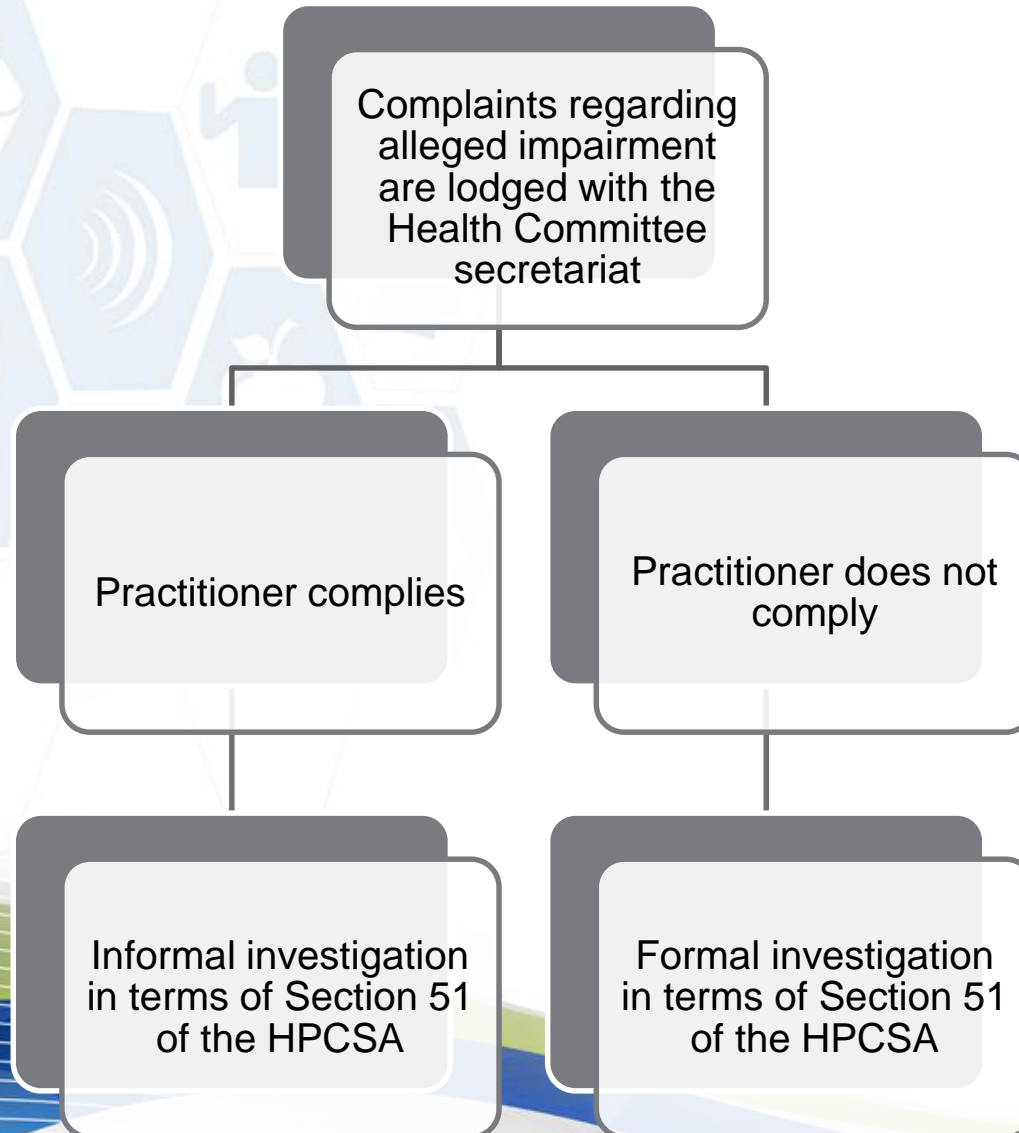 Complaints regarding
alleged impairment
are lodged with the
Health Committee
secretariat
Practitioner complies
Practitioner does not
comply
Informal investigation
in terms of Section 51
of the HPCSA
Formal investigation
in terms of Section 51
of the HPCSA